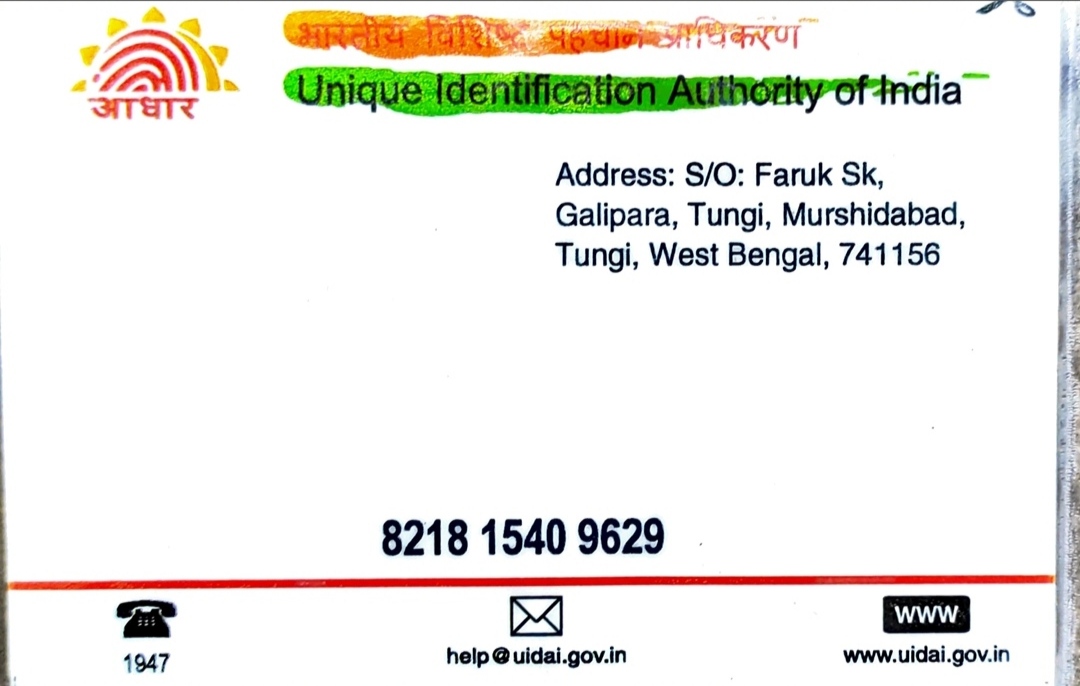 भारतीय विशिष्ट पहचान प्राधिकरण
आधार
Unique Identification Authority of India
Address: S/O: Faruk Sk,
Galipara, Tungi, Murshidabad,
Tungi, West Bengal, 741156
8218 1540 9629
1947
help@uidai.gov.in
WWW
www.uidai.gov.in